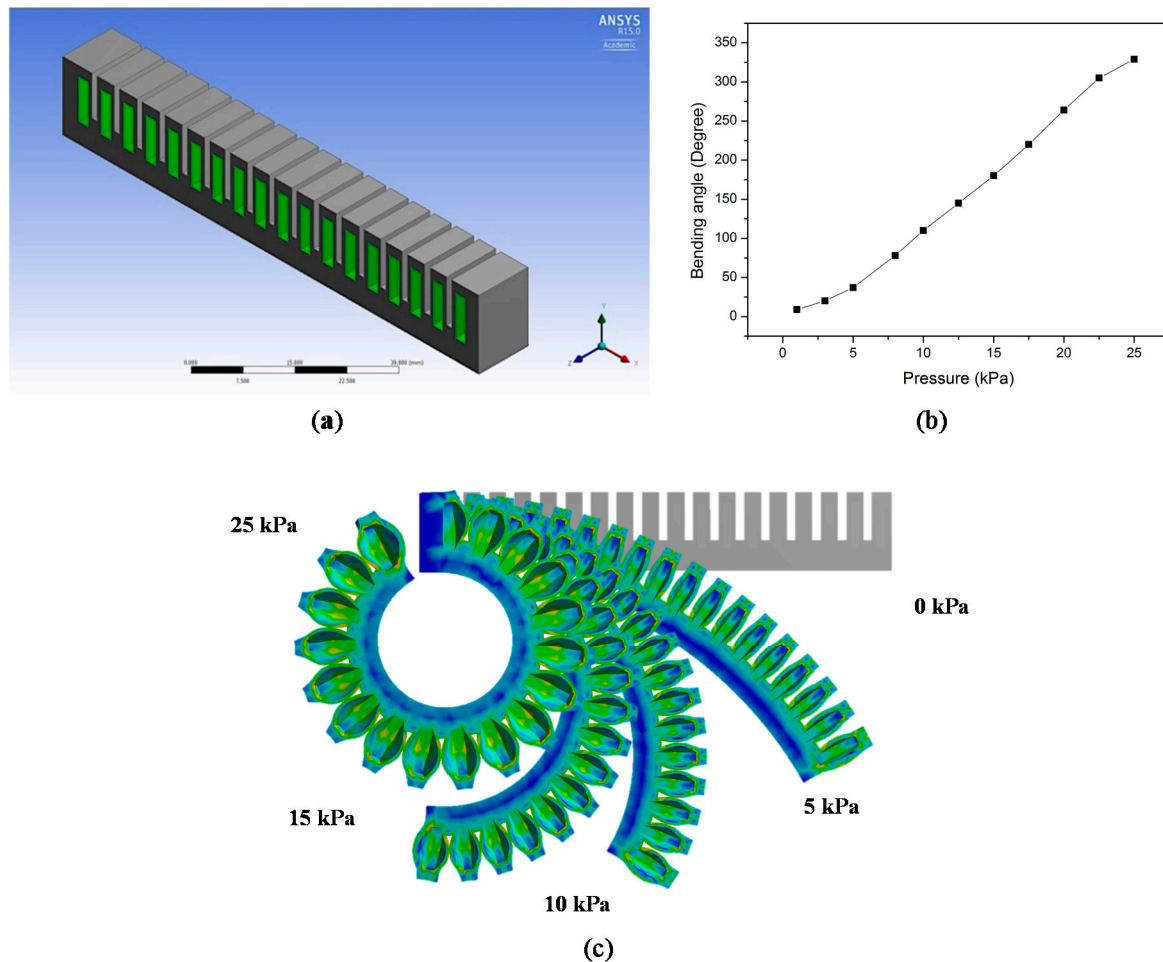 ANSYS
R15.0
Academic
0.000
15.000
30.000 (mm)
7.500
22.500
Y
Z
X
(a)
350
300
250
200
150
100
50
0
Bending angle (Degree)
0
5
10
15
20
25
Pressure (kPa)
(b)
25 kPa
0 kPa
5 kPa
15 kPa
10 kPa
(c)